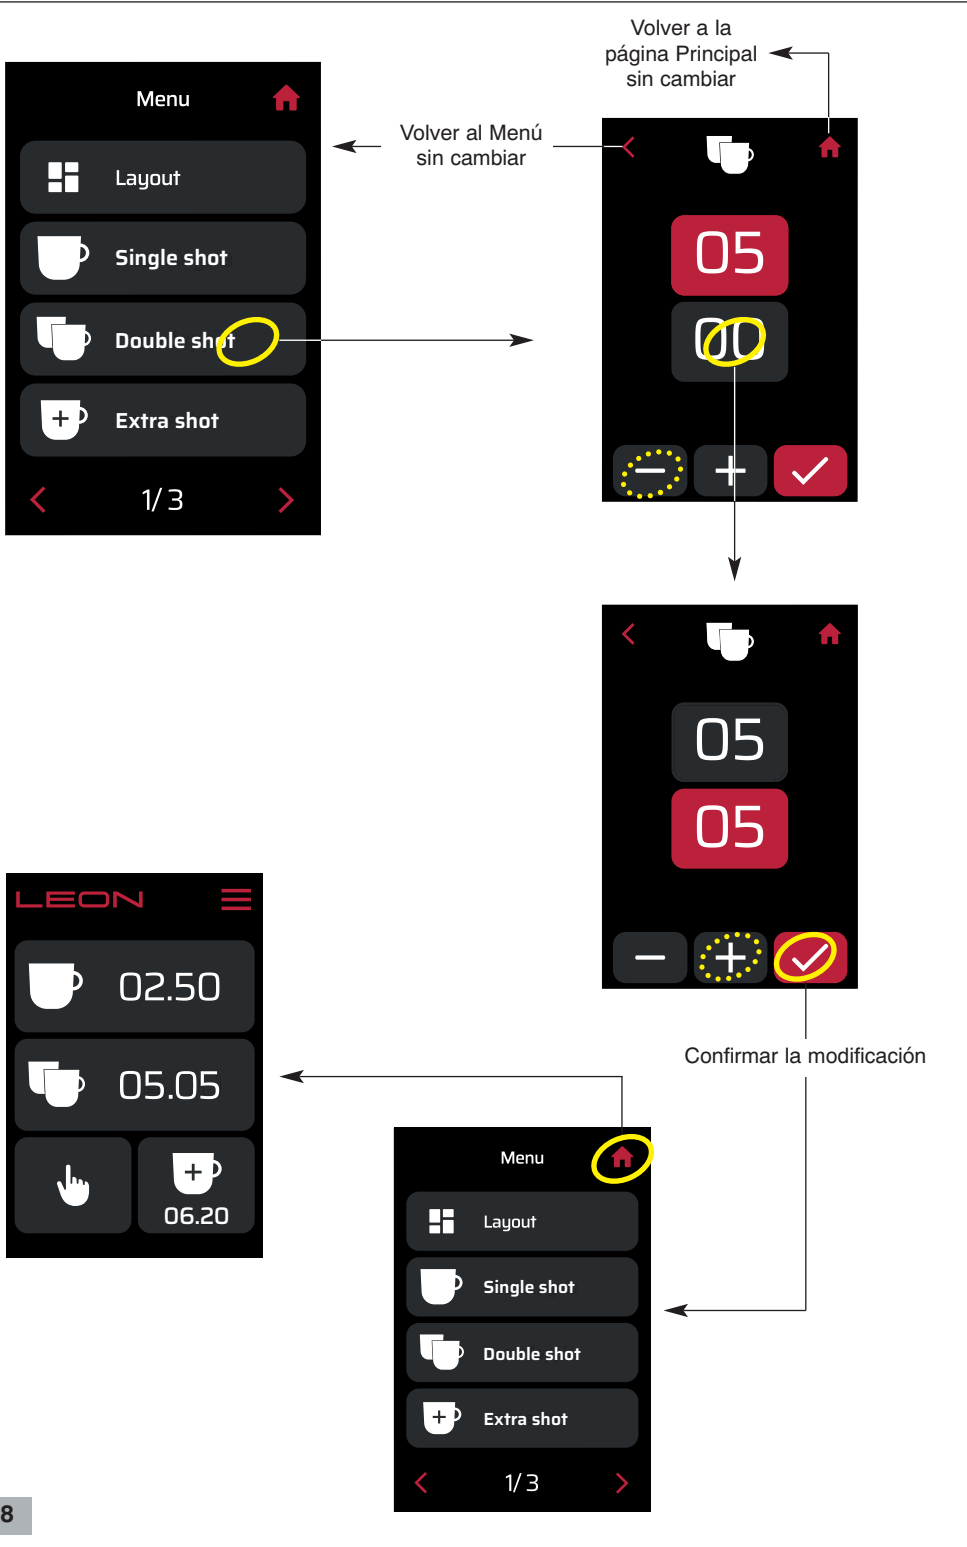 Volver a la
página Principal
sin cambiar
Menu
Volver al Menú
sin cambiar
Layout
Single shot
Double shot
Extra shot
1/3
05
00
05
05
LEON
02.50
05.05
06.20
Confirmar la modificación
Menu
Layout
Single shot
Double shot
Extra shot
1/3
8